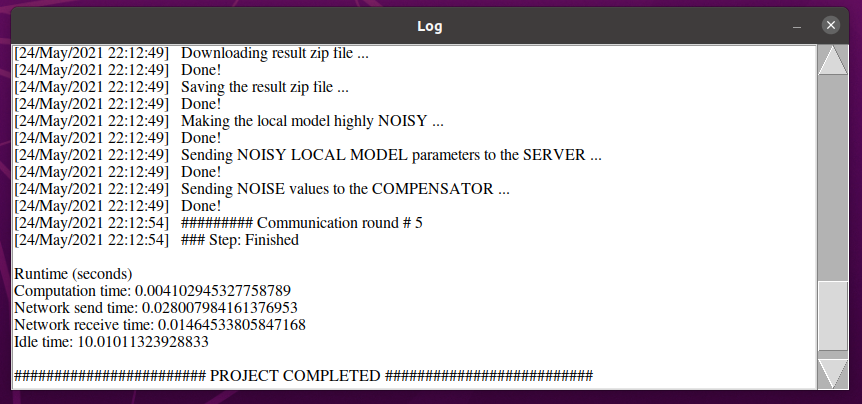 Log
[24/May/2021 22:12:49] Downloading result zip file ...
[24/May/2021 22:12:49] Done!
[24/May/2021 22:12:49] Saving the result zip file ...
[24/May/2021 22:12:49] Done!
[24/May/2021 22:12:49] Making the local model highly NOISY ...
[24/May/2021 22:12:49] Done!
[24/May/2021 22:12:49] Sending NOISY LOCAL MODEL parameters to the SERVER ...
[24/May/2021 22:12:49] Done!
[24/May/2021 22:12:49] Sending NOISE values to the COMPENSATOR ...
[24/May/2021 22:12:49] Done!
[24/May/2021 22:12:54] ######### Communication round # 5
[24/May/2021 22:12:54] ### Step: Finished
Runtime (seconds)
Computation time: 0.004102945327758789
Network send time: 0.028007984161376953
Network receive time: 0.01464533805847168
Idle time: 10.01011323928833
######################## PROJECT COMPLETED ##########################